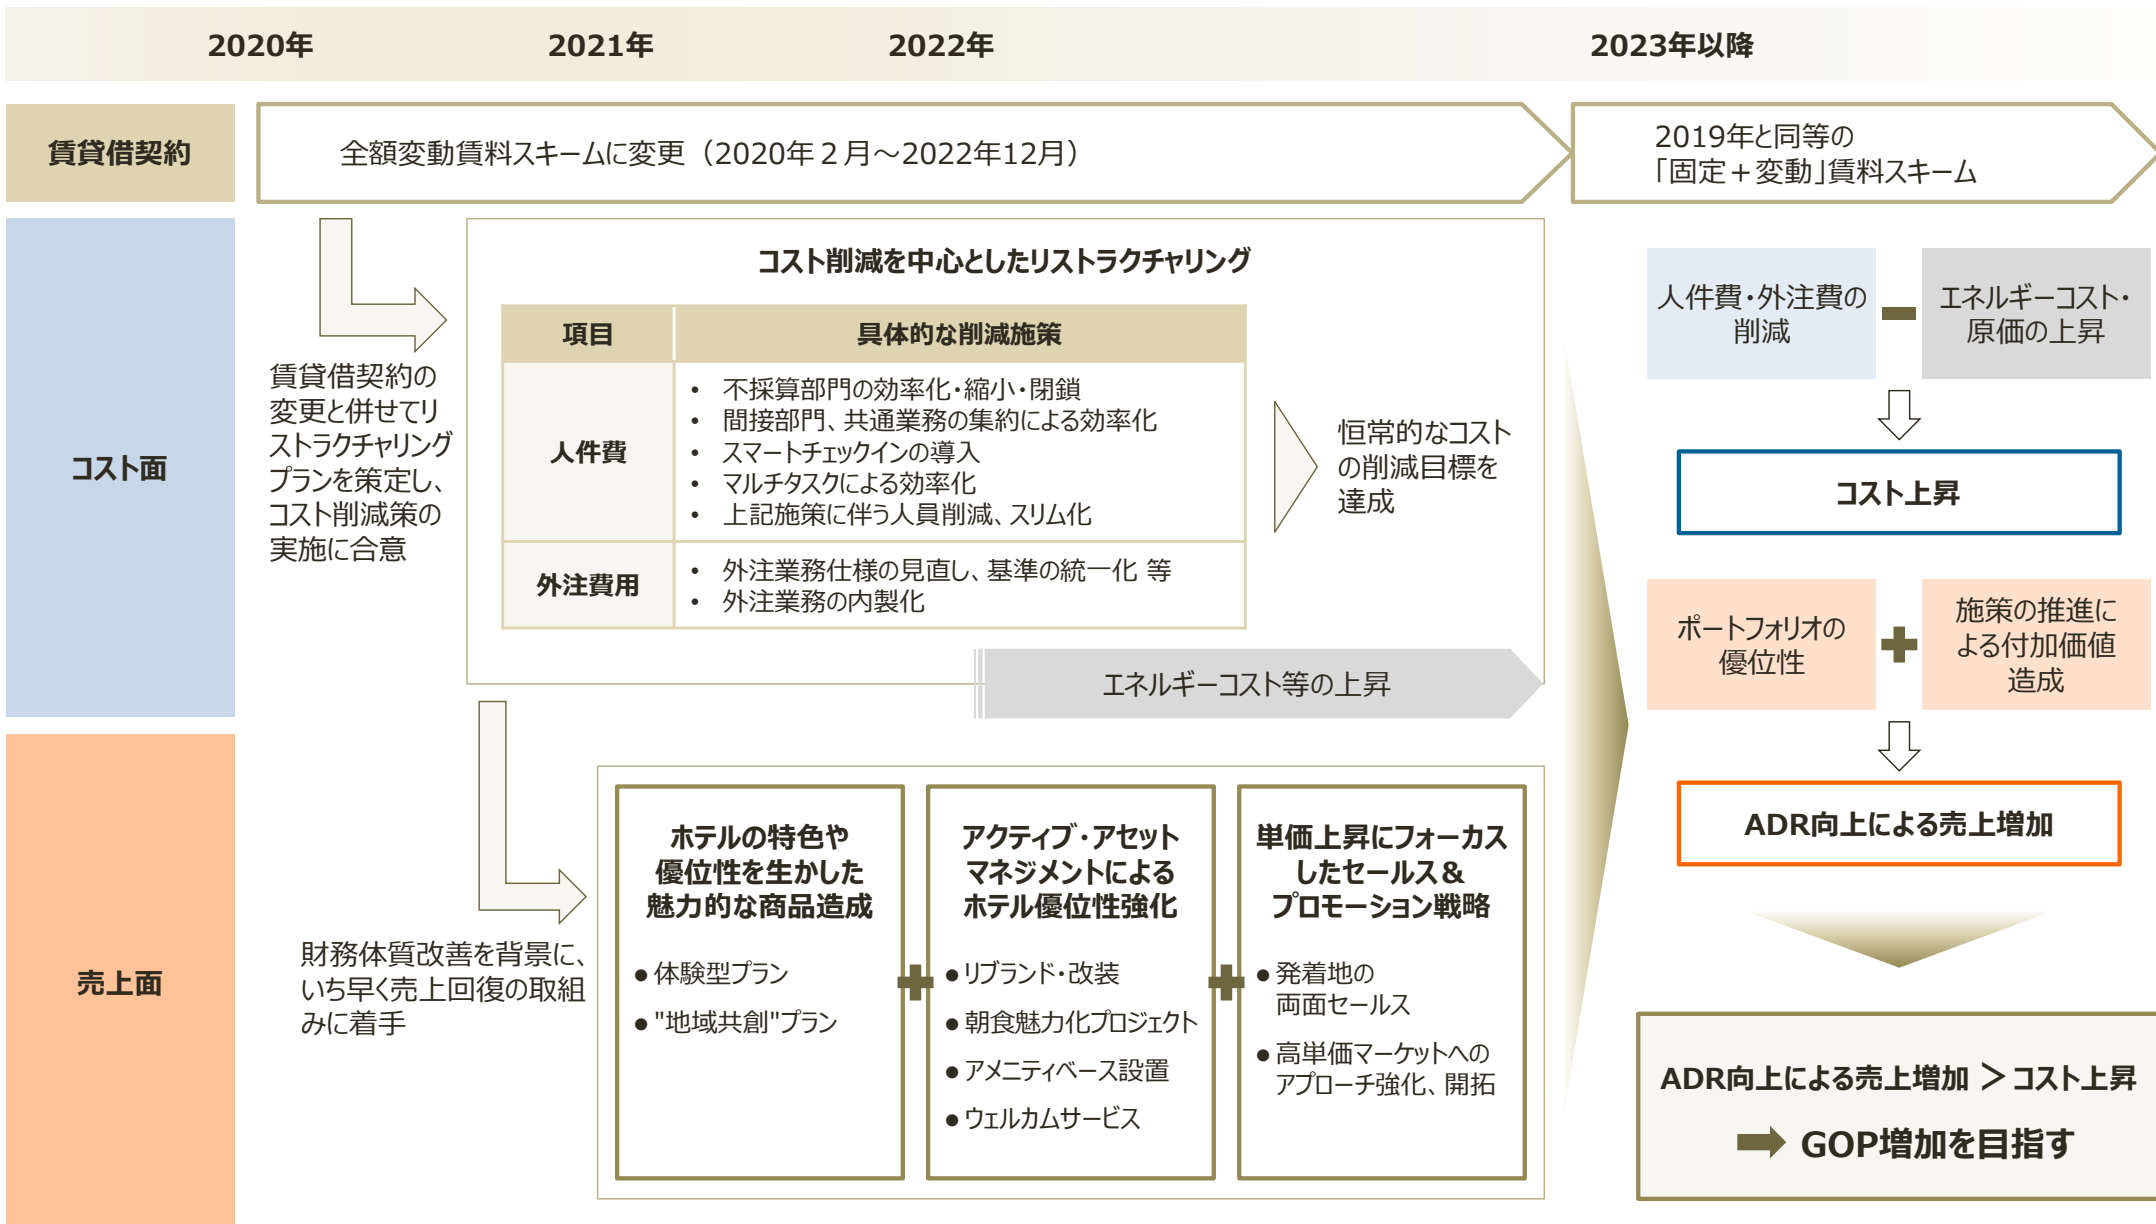 2020年
2021年
2022年
2023年以降
賃貸借契約
全額変動賃料スキームに変更（2020年２月～2022年12月）
2019年と同等の
「固定＋変動」賃料スキーム
コスト面
賃貸借契約の
変更と併せてリ
ストラクチャリング
プランを策定し、
コスト削減策の
実施に合意
コスト削減を中心としたリストラクチャリング
項目
具体的な削減施策
人件費
• 不採算部門の効率化・縮小・閉鎖
• 間接部門、共通業務の集約による効率化
• スマートチェックインの導入
• マルチタスクによる効率化
• 上記施策に伴う人員削減、スリム化
外注費用
• 外注業務仕様の見直し、基準の統一化 等
• 外注業務の内製化
恒常的なコスト
の削減目標を
達成
エネルギーコスト等の上昇
人件費・外注費の
削減
エネルギーコスト・
原価の上昇
コスト上昇
ポートフォリオの
優位性
施策の推進に
よる付加価値
造成
ADR向上による売上増加
売上面
財務体質改善を背景に、
いち早く売上回復の取組
みに着手
ホテルの特色や
優位性を生かした
魅力的な商品造成
● 体験型プラン
● "地域共創"プラン
アクティブ・アセット
マネジメントによる
ホテル優位性強化
● リブランド・改装
● 朝食魅力化プロジェクト
● アメニティベース設置
● ウェルカムサービス
単価上昇にフォーカス
したセールス＆
プロモーション戦略
● 発着地の
両面セールス
● 高単価マーケットへの
アプローチ強化、開拓
ADR向上による売上増加 ＞コスト上昇
GOP増加を目指す